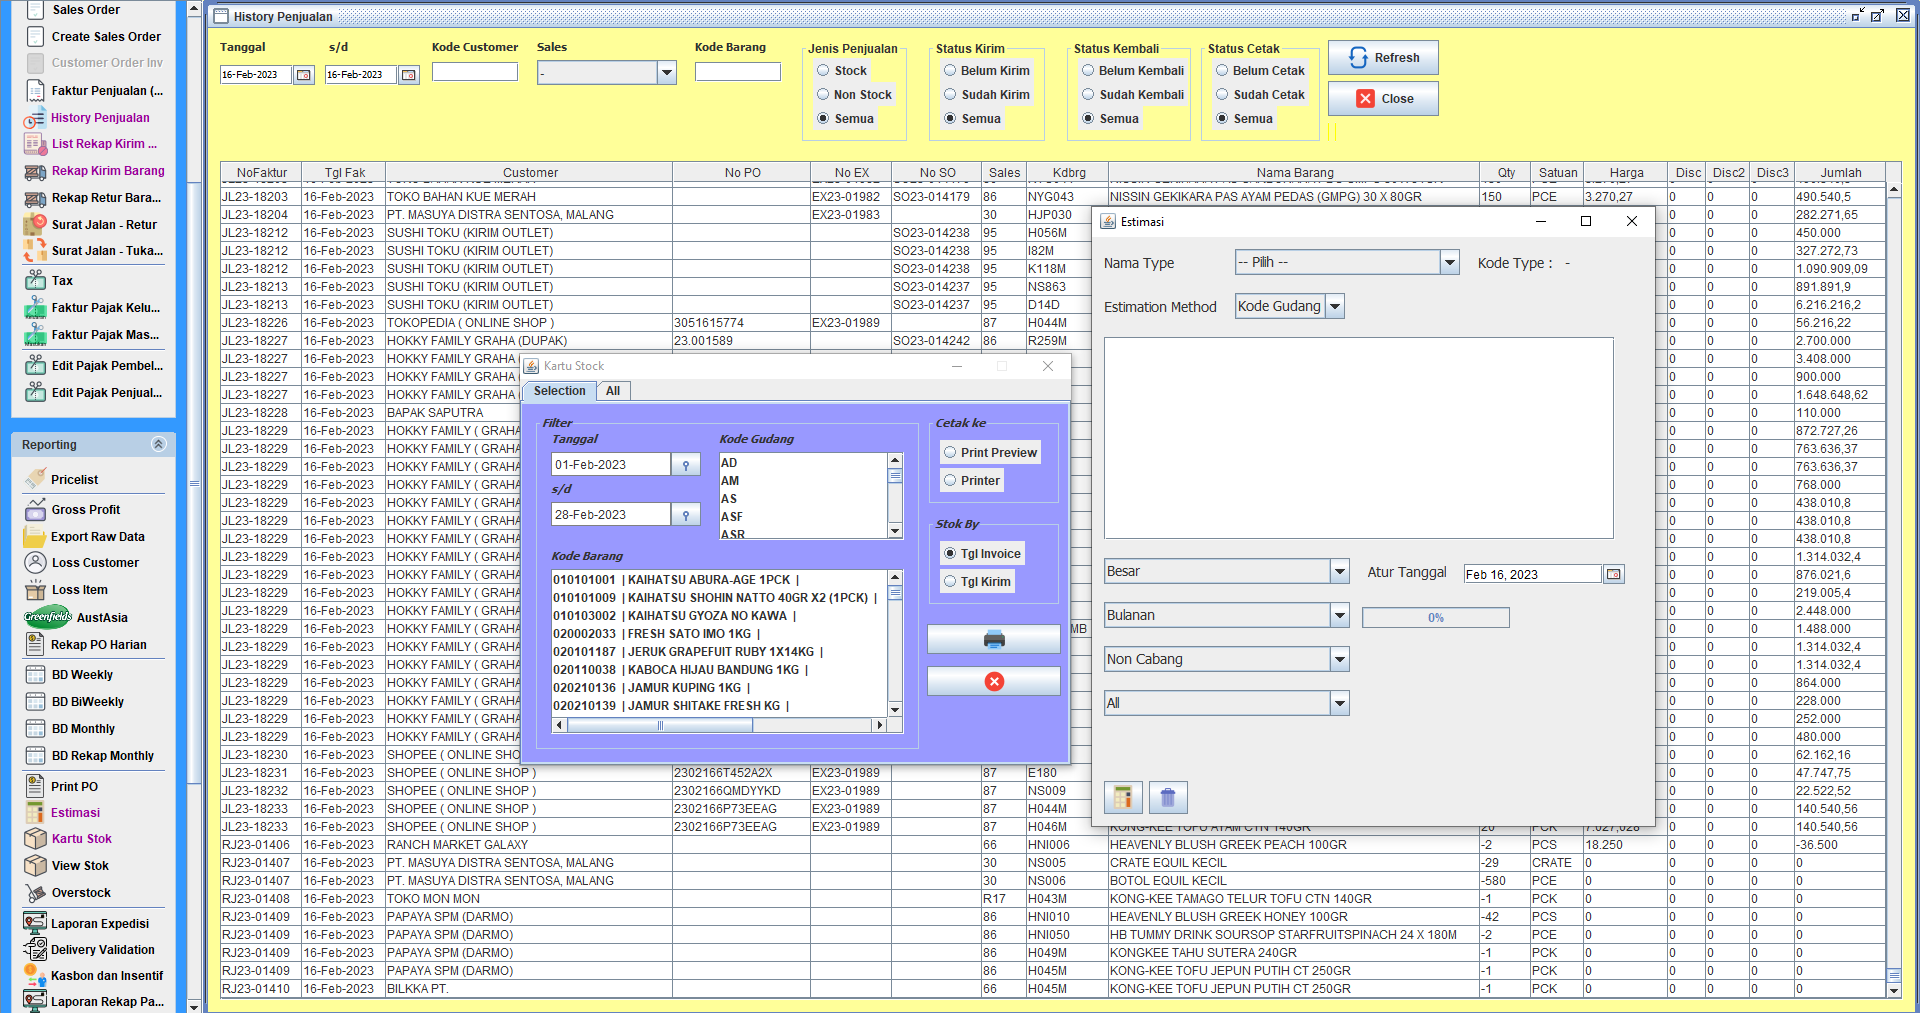 Sales Order
Create Sales Order
Customer Order Inv
Faktur Penjualan (...
History Penjualan
List Rekap Kirim ...
Rekap Kirim Barang
Rekap Retur Bara...
Surat Jalan - Retur
Surat Jalan - Tuka...
Tax
Faktur Pajak Kelu...
Faktur Pajak Mas...
Edit Pajak Pembel...
Edit Pajak Penjual...
Reporting
Pricelist
Gross Profit
Export Raw Data
Loss Customer
Loss Item
Greenfields AustAsia
Rekap PO Harian
BD Weekly
BD BiWeekly
BD Monthly
BD Rekap Monthly
Print PO
Estimasi
Kartu Stok
View Stok
Overstock
Laporan Expedisi
Delivery Validation
Kasbon dan Insentif
Laporan Rekap Pa...
History Penjualan
Tanggal s/d Kode Customer Sales Kode Barang
16-Feb-2023 16-Feb-2023 -
Jenis Penjualan
Stock
Non Stock
Semua
Status Kirim
Belum Kirim
Sudah Kirim
Semua
Status Kembali
Belum Kembali
Sudah Kembali
Semua
Status Cetak
Belum Cetak
Sudah Cetak
Semua
Refresh
Close
NoFaktur Tgl Fak Customer No PO No EX No SO Sales Kdbrg Nama Barang Qty Satuan Harga Disc Disc2 Disc3 Jumlah
JL23-18203 16-Feb-2023 TOKO BAHAN KUE MERAH EX23-01982 SO23-014179 86 NYG043 NISSIN GEKIKARA PAS AYAM PEDAS (GMPG) 30 X 80GR 150 PCE 3.270,27 0 0 0 490.540,5
JL23-18204 16-Feb-2023 PT. MASUYA DISTRA SENTOSA, MALANG EX23-01983 30 HJP030 0 0 0 282.271,65
JL23-18212 16-Feb-2023 SUSHI TOKU (KIRIM OUTLET) SO23-014238 95 H056M 0 0 0 450.000
JL23-18212 16-Feb-2023 SUSHI TOKU (KIRIM OUTLET) SO23-014238 95 I82M 0 0 0 327.272,73
JL23-18212 16-Feb-2023 SUSHI TOKU (KIRIM OUTLET) SO23-014238 95 K118M 0 0 0 1.090.909,09
JL23-18213 16-Feb-2023 SUSHI TOKU (KIRIM OUTLET) SO23-014237 95 NS863 0 0 0 891.891,9
JL23-18213 16-Feb-2023 SUSHI TOKU (KIRIM OUTLET) SO23-014237 95 D14D 0 0 0 6.216.216,2
JL23-18226 16-Feb-2023 TOKOPEDIA ( ONLINE SHOP ) 3051615774 EX23-01989 87 H044M 0 0 0 56.216,22
JL23-18227 16-Feb-2023 HOKKY FAMILY GRAHA (DUPAK) 23.001589 SO23-014242 86 R259M 0 0 0 2.700.000
JL23-18227 16-Feb-2023 HOKKY FAMILY GRAHA 0 0 0 3.408.000
JL23-18227 16-Feb-2023 HOKKY FAMILY GRAHA 0 0 0 900.000
JL23-18227 16-Feb-2023 HOKKY FAMILY GRAHA 0 0 0 1.648.648,62
JL23-18228 16-Feb-2023 BAPAK SAPUTRA 0 0 0 110.000
JL23-18229 16-Feb-2023 HOKKY FAMILY ( GRAHA 0 0 0 872.727,26
JL23-18229 16-Feb-2023 HOKKY FAMILY ( GRAHA 0 0 0 763.636,37
JL23-18229 16-Feb-2023 HOKKY FAMILY ( GRAHA 0 0 0 763.636,37
JL23-18229 16-Feb-2023 HOKKY FAMILY ( GRAHA 0 0 0 768.000
JL23-18229 16-Feb-2023 HOKKY FAMILY ( GRAHA 0 0 0 438.010,8
JL23-18229 16-Feb-2023 HOKKY FAMILY ( GRAHA 0 0 0 438.010,8
JL23-18229 16-Feb-2023 HOKKY FAMILY ( GRAHA 0 0 0 438.010,8
JL23-18229 16-Feb-2023 HOKKY FAMILY ( GRAHA 0 0 0 1.314.032,4
JL23-18229 16-Feb-2023 HOKKY FAMILY ( GRAHA 0 0 0 876.021,6
JL23-18229 16-Feb-2023 HOKKY FAMILY ( GRAHA 0 0 0 219.005,4
JL23-18229 16-Feb-2023 HOKKY FAMILY ( GRAHA 0 0 0 2.448.000
JL23-18229 16-Feb-2023 HOKKY FAMILY ( GRAHA MB 0 0 0 1.488.000
JL23-18229 16-Feb-2023 HOKKY FAMILY ( GRAHA 0 0 0 1.314.032,4
JL23-18229 16-Feb-2023 HOKKY FAMILY ( GRAHA 0 0 0 1.314.032,4
JL23-18229 16-Feb-2023 HOKKY FAMILY ( GRAHA 0 0 0 864.000
JL23-18229 16-Feb-2023 HOKKY FAMILY ( GRAHA 0 0 0 228.000
JL23-18229 16-Feb-2023 HOKKY FAMILY ( GRAHA 0 0 0 252.000
JL23-18229 16-Feb-2023 HOKKY FAMILY ( GRAHA 0 0 0 480.000
JL23-18230 16-Feb-2023 SHOPEE ( ONLINE SHO 0 0 0 62.162,16
JL23-18231 16-Feb-2023 SHOPEE ( ONLINE SHOP ) 2302166T452A2X EX23-01989 87 E180 0 0 0 47.747,75
JL23-18232 16-Feb-2023 SHOPEE ( ONLINE SHOP ) 2302166QMDYYKD EX23-01989 87 NS009 0 0 0 22.522,52
JL23-18233 16-Feb-2023 SHOPEE ( ONLINE SHOP ) 2302166P73EEAG EX23-01989 87 H044M 0 0 0 140.540,56
JL23-18233 16-Feb-2023 SHOPEE ( ONLINE SHOP ) 2302166P73EEAG EX23-01989 87 H046M KONG-KEE TOFU AYAM CTN 140GR 20 PCK 7.027,028 0 0 0 140.540,56
RJ23-01406 16-Feb-2023 RANCH MARKET GALAXY 66 HNI006 HEAVENLY BLUSH GREEK PEACH 100GR -2 PCS 18.250 0 0 0 -36.500
RJ23-01407 16-Feb-2023 PT. MASUYA DISTRA SENTOSA, MALANG 30 NS005 CRATE EQUIL KECIL -29 CRATE 0 0 0 0 0
RJ23-01407 16-Feb-2023 PT. MASUYA DISTRA SENTOSA, MALANG 30 NS006 BOTOL EQUIL KECIL -580 PCE 0 0 0 0 0
RJ23-01408 16-Feb-2023 TOKO MON MON R17 H043M KONG-KEE TAMAGO TELUR TOFU CTN 140GR -1 PCK 0 0 0 0 0
RJ23-01409 16-Feb-2023 PAPAYA SPM (DARMO) 86 HNI010 HEAVENLY BLUSH GREEK HONEY 100GR -42 PCS 0 0 0 0 0
RJ23-01409 16-Feb-2023 PAPAYA SPM (DARMO) 86 HNI050 HB TUMMY DRINK SOURSOP STARFRUITSPINACH 24 X 180M -2 PCE 0 0 0 0 0
RJ23-01409 16-Feb-2023 PAPAYA SPM (DARMO) 86 H049M KONGKEE TAHU SUTERA 240GR -1 PCK 0 0 0 0 0
RJ23-01409 16-Feb-2023 PAPAYA SPM (DARMO) 86 H045M KONG-KEE TOFU JEPUN PUTIH CT 250GR -1 PCK 0 0 0 0 0
RJ23-01410 16-Feb-2023 BILKKA PT. 66 H045M KONG-KEE TOFU JEPUN PUTIH CT 250GR -1 PCK 0 0 0 0 0
Kartu Stock
Selection All
Filter
Tanggal
01-Feb-2023
s/d
28-Feb-2023
Kode Gudang
AD
AM
AS
ASF
ASR
Kode Barang
010101001 | KAIHATSU ABURA-AGE 1PCK |
010101009 | KAIHATSU SHOHIN NATTO 40GR X2 (1PCK) |
010103002 | KAIHATSU GYOZA NO KAWA |
020002033 | FRESH SATO IMO 1KG |
020101187 | JERUK GRAPEFUIT RUBY 1X14KG |
020110038 | KABOCA HIJAU BANDUNG 1KG |
020210136 | JAMUR KUPING 1KG |
020210139 | JAMUR SHITAKE FRESH KG |
Cetak ke
Print Preview
Printer
Stok By
Tgl Invoice
Tgl Kirim
Estimasi
Nama Type -- Pilih -- Kode Type : -
Estimation Method Kode Gudang
Besar Atur Tanggal Feb 16, 2023
Bulanan 0%
Non Cabang
All